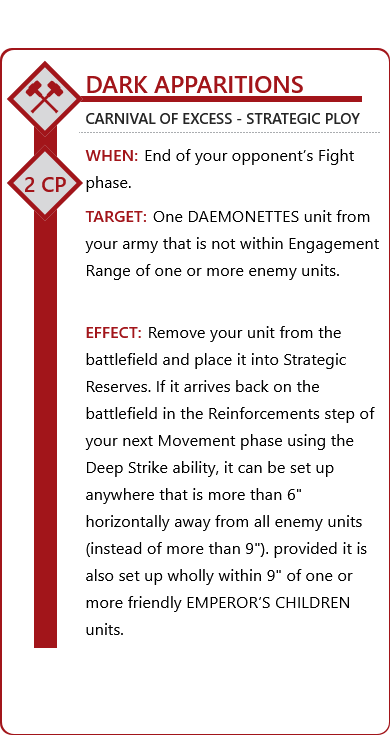 DARK APPARITIONS
CARNIVAL OF EXCESS - STRATEGIC PLOY
2 CP
WHEN: End of your opponent’s Fight
phase.
TARGET: One DAEMONETTES unit from
your army that is not within Engagement
Range of one or more enemy units.
EFFECT: Remove your unit from the
battlefield and place it into Strategic
Reserves. If it arrives back on the
battlefield in the Reinforcements step of
your next Movement phase using the
Deep Strike ability, it can be set up
anywhere that is more than 6"
horizontally away from all enemy units
(instead of more than 9"). provided it is
also set up wholly within 9" of one or
more friendly EMPEROR’S CHILDREN
units.